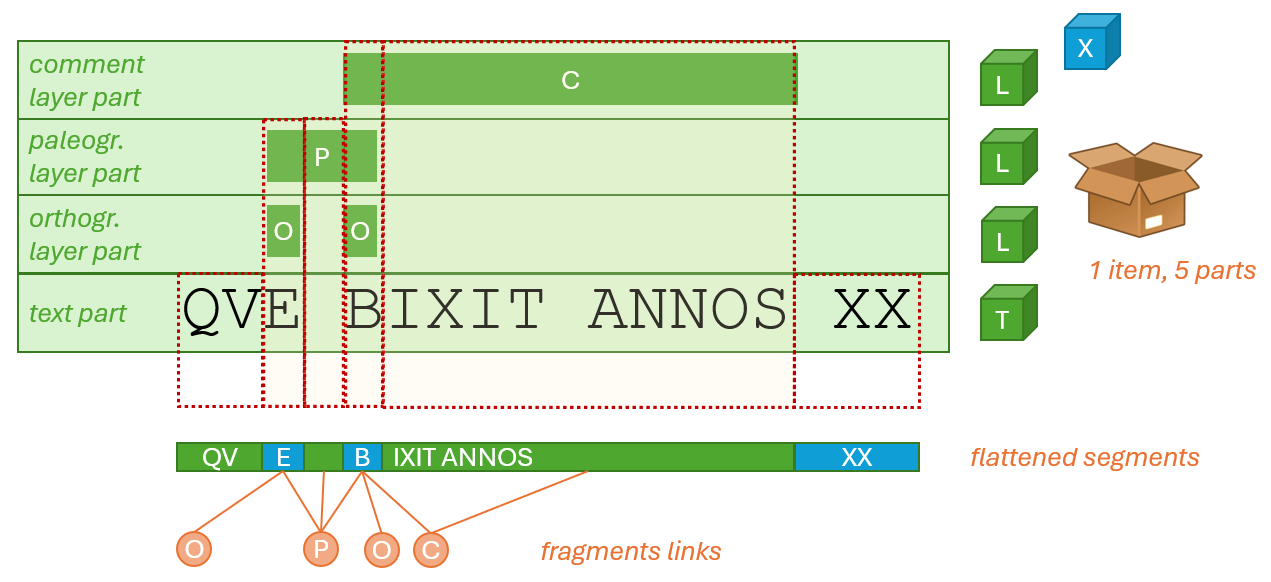 X
comment
layer part
C
L
paleogr.
layer part
P
L
orthogr.
layer part
O O
L
1 item, 5 parts
text part
QVE BIXIT ANNOS XX
T
QV E B IXIT ANNOS XX
flattened segments
O P O C
fragments links